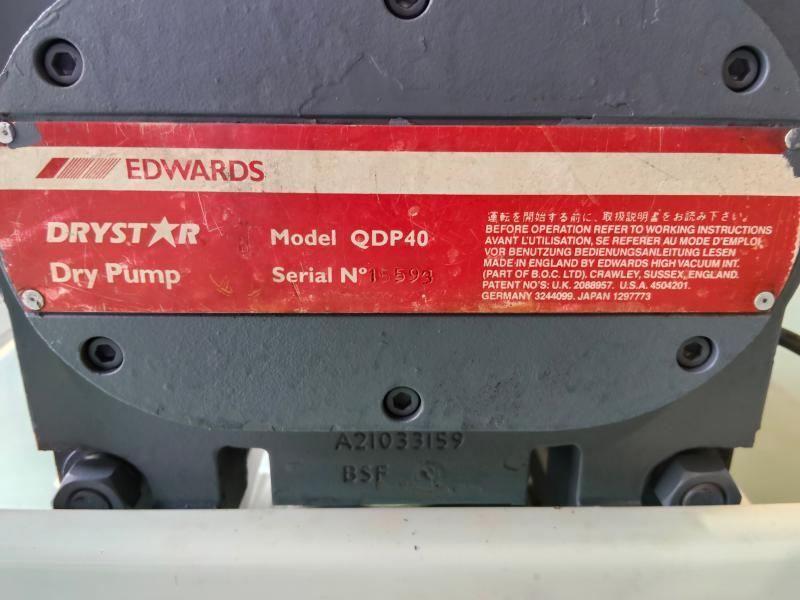 EDWARDS
DRYSTAR
Dry Pump
Model QDP40
Serial Nº 15593
運転を開始する前に、取扱説明書をお読み下さい。
BEFORE OPERATION REFER TO WORKING INSTRUCTIONS
AVANT L'UTILISATION, SE REFERER AU MODE D'EMPLOI,
VOR BENUTZUNG BEDIENUNGSANLEITUNG LESEN
MADE IN ENGLAND BY EDWARDS HIGH VACUUM INT.
(PART OF B.O.C. LTD). CRAWLEY, SUSSEX, ENGLAND.
PATENT NO'S: U.K. 2088957. U.S.A. 4504201.
GERMANY 3244099. JAPAN 1297773
A21033159
BSF